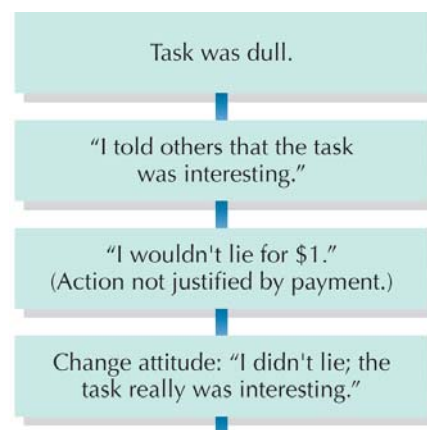 Task was dull.
“I told others that the task
was interesting.”
“I wouldn't lie for $1.”
(Action not justified by payment.)
Change attitude: “I didn't lie; the
task really was interesting.”